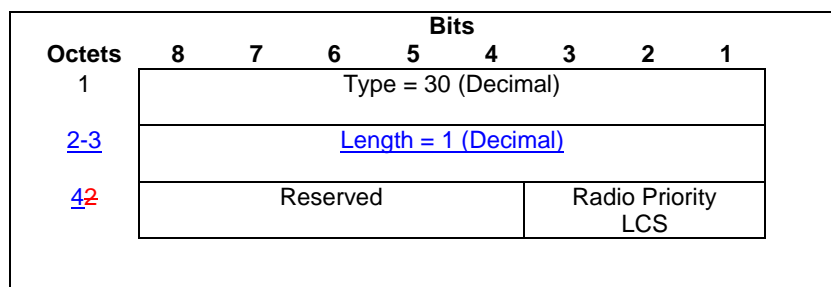 Bits
Octets 8 7 6 5 4 3 2 1
1 Type = 30 (Decimal)
2-3 Length = 1 (Decimal)
42 Reserved Radio Priority
LCS